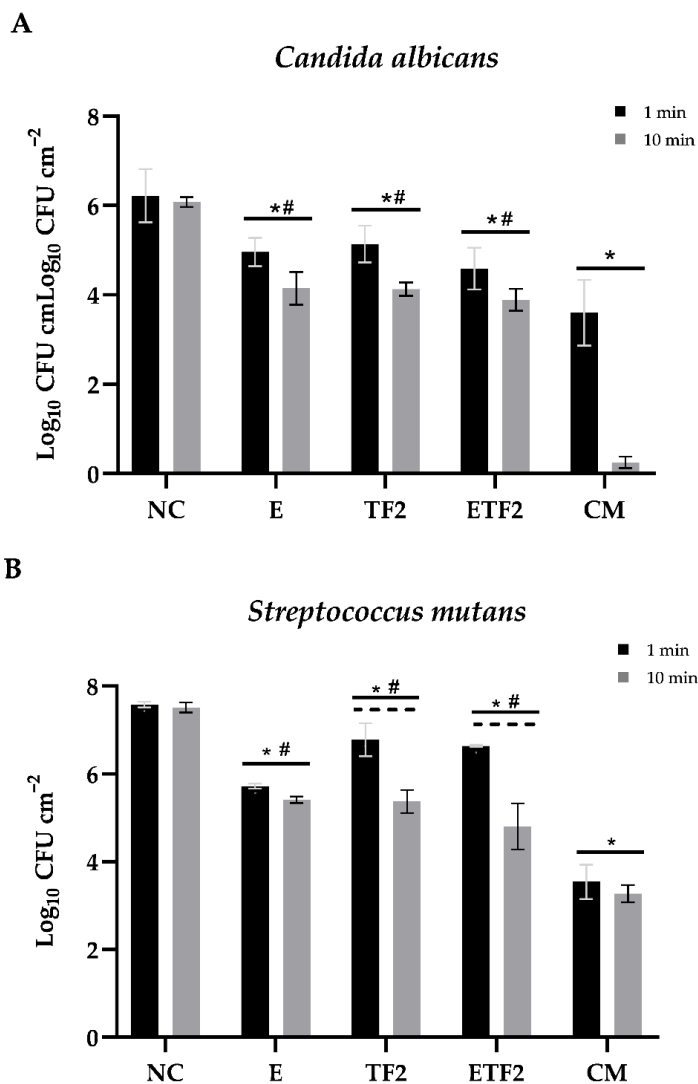 A
Candida albicans
1 min
10 min
Log10 CFU cmLog10 CFU cm−2
8
6
4
2
0
*#
*#
*#
*
NC E TF2 ETF2 CM
B
Streptococcus mutans
1 min
10 min
Log10 CFU cm−2
8
6
4
2
0
* #
* #
* #
*
NC E TF2 ETF2 CM